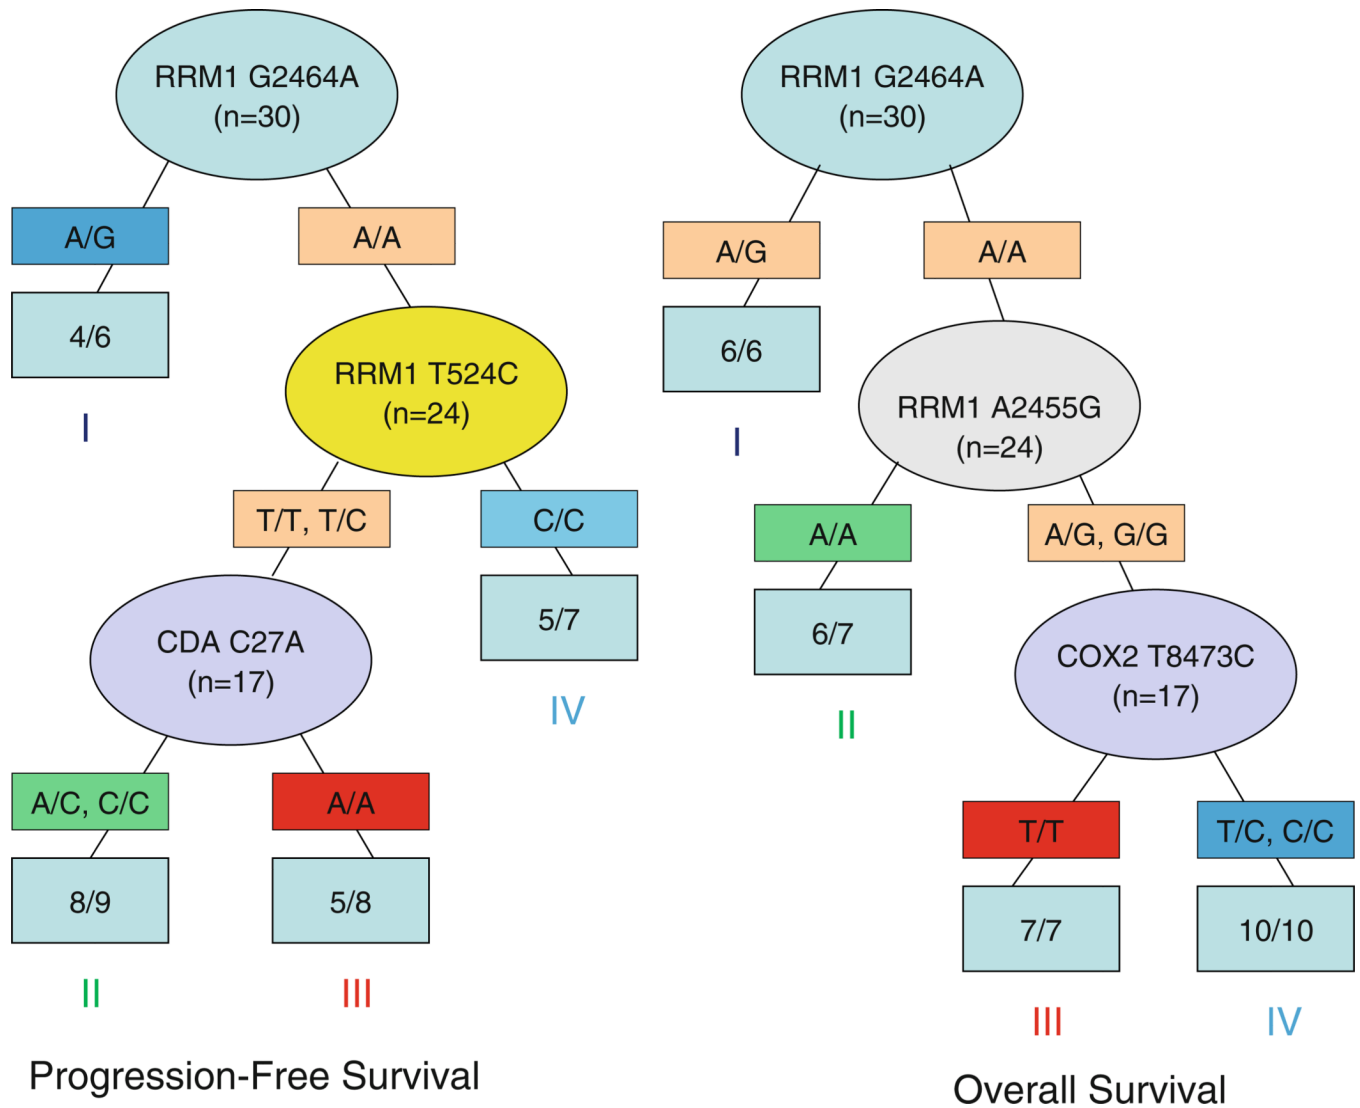 RRM1 G2464A
(n=30)
A/G
A/A
4/6
I
RRM1 T524C
(n=24)
T/T, T/C
C/C
5/7
IV
CDA C27A
(n=17)
A/C, C/C
A/A
8/9
5/8
II
III
Progression-Free Survival
RRM1 G2464A
(n=30)
A/G
A/A
6/6
I
RRM1 A2455G
(n=24)
A/A
A/G, G/G
6/7
II
COX2 T8473C
(n=17)
T/T
T/C, C/C
7/7
10/10
III
IV
Overall Survival